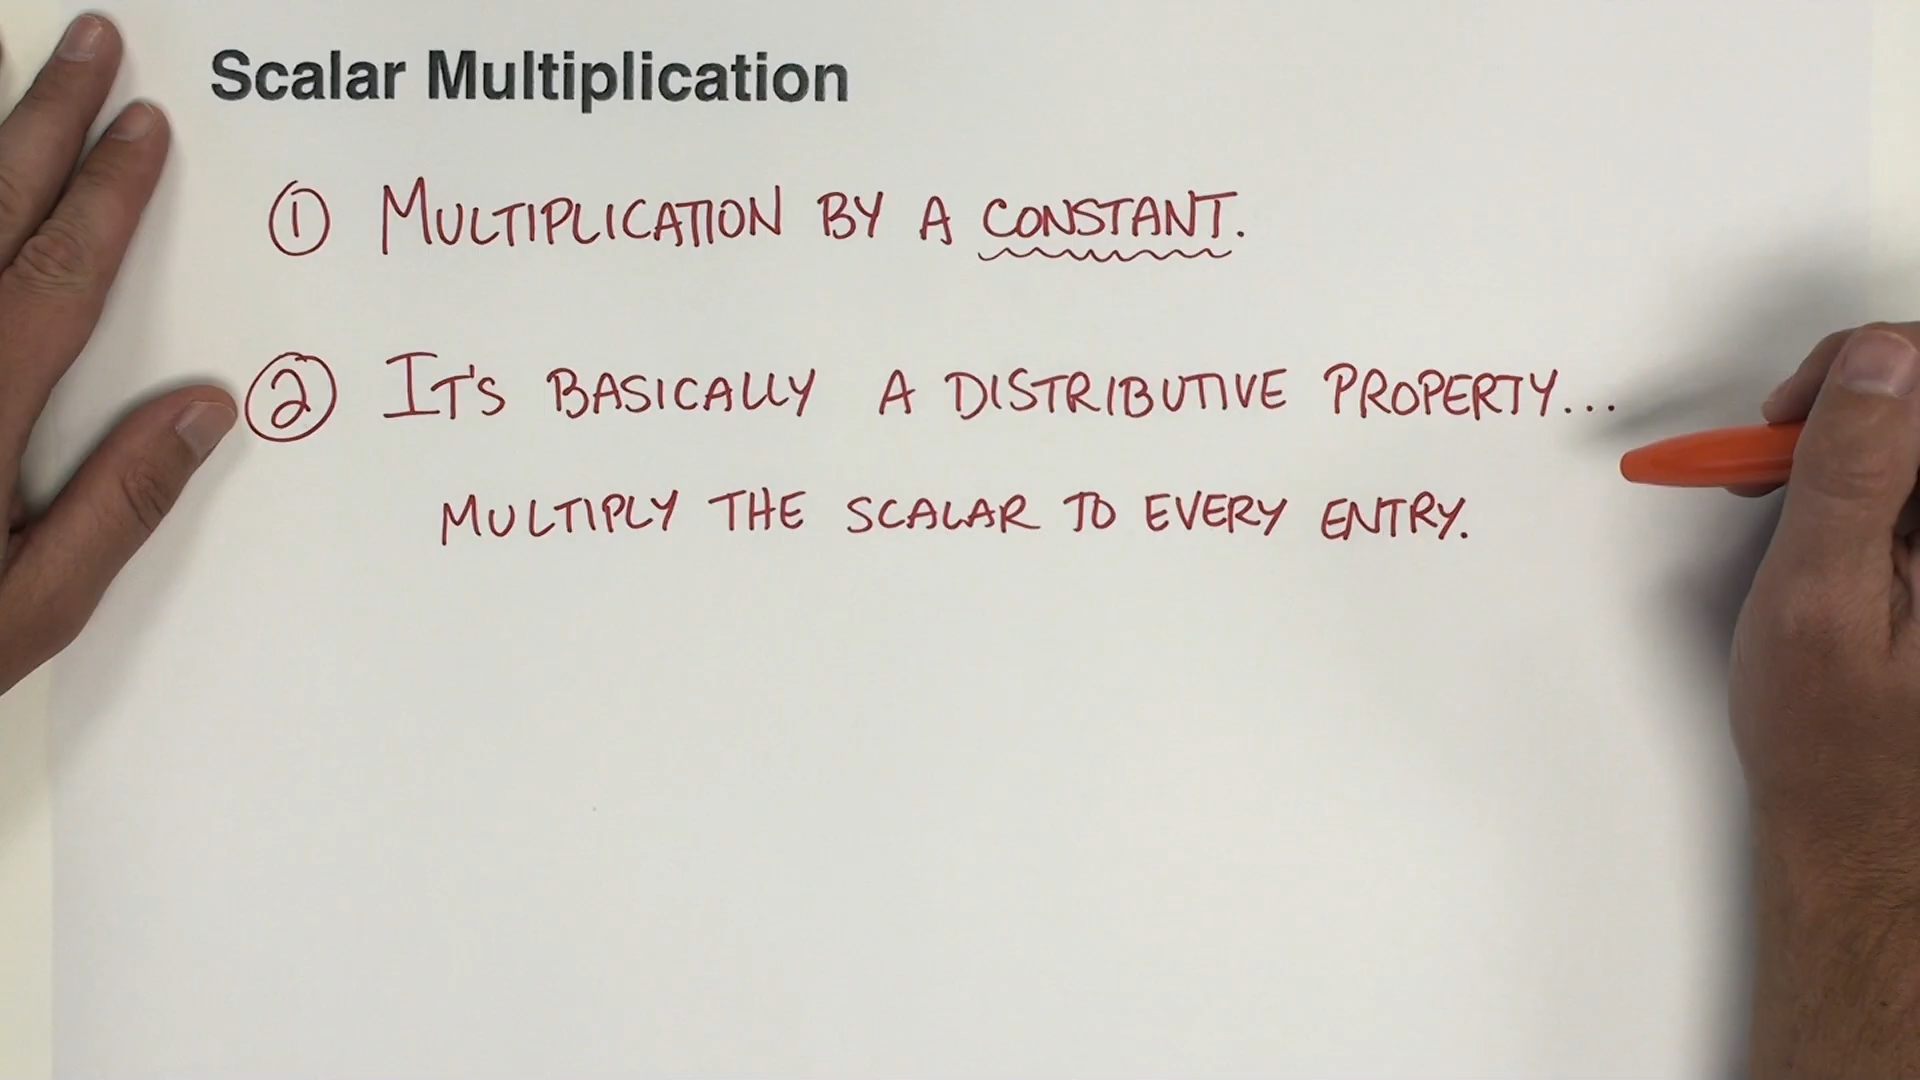 Scalar Multiplication
① MULTIPLICATION BY A CONSTANT.
② IT'S BASICALLY A DISTRIBUTIVE PROPERTY...
MULTIPLY THE SCALAR TO EVERY ENTRY.